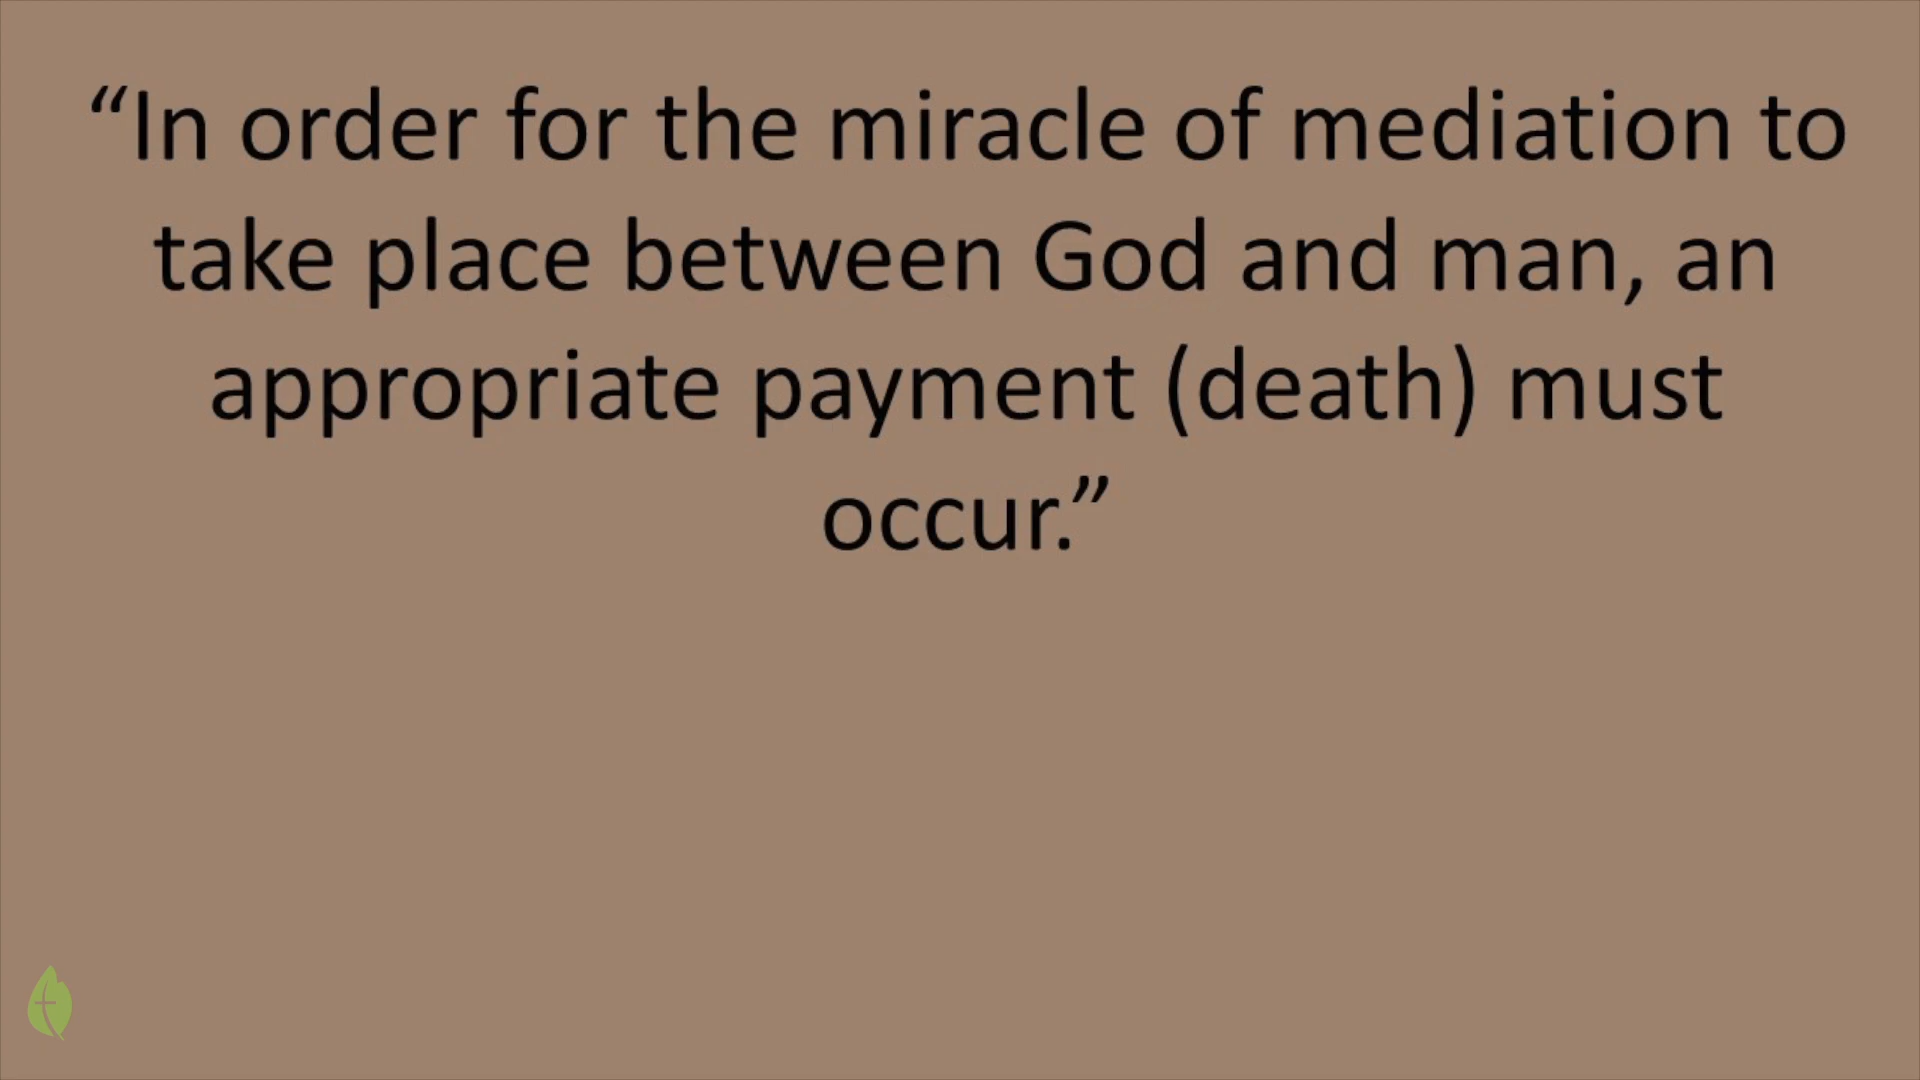 “In order for the miracle of mediation to
take place between God and man, an
appropriate payment (death) must
occur.”